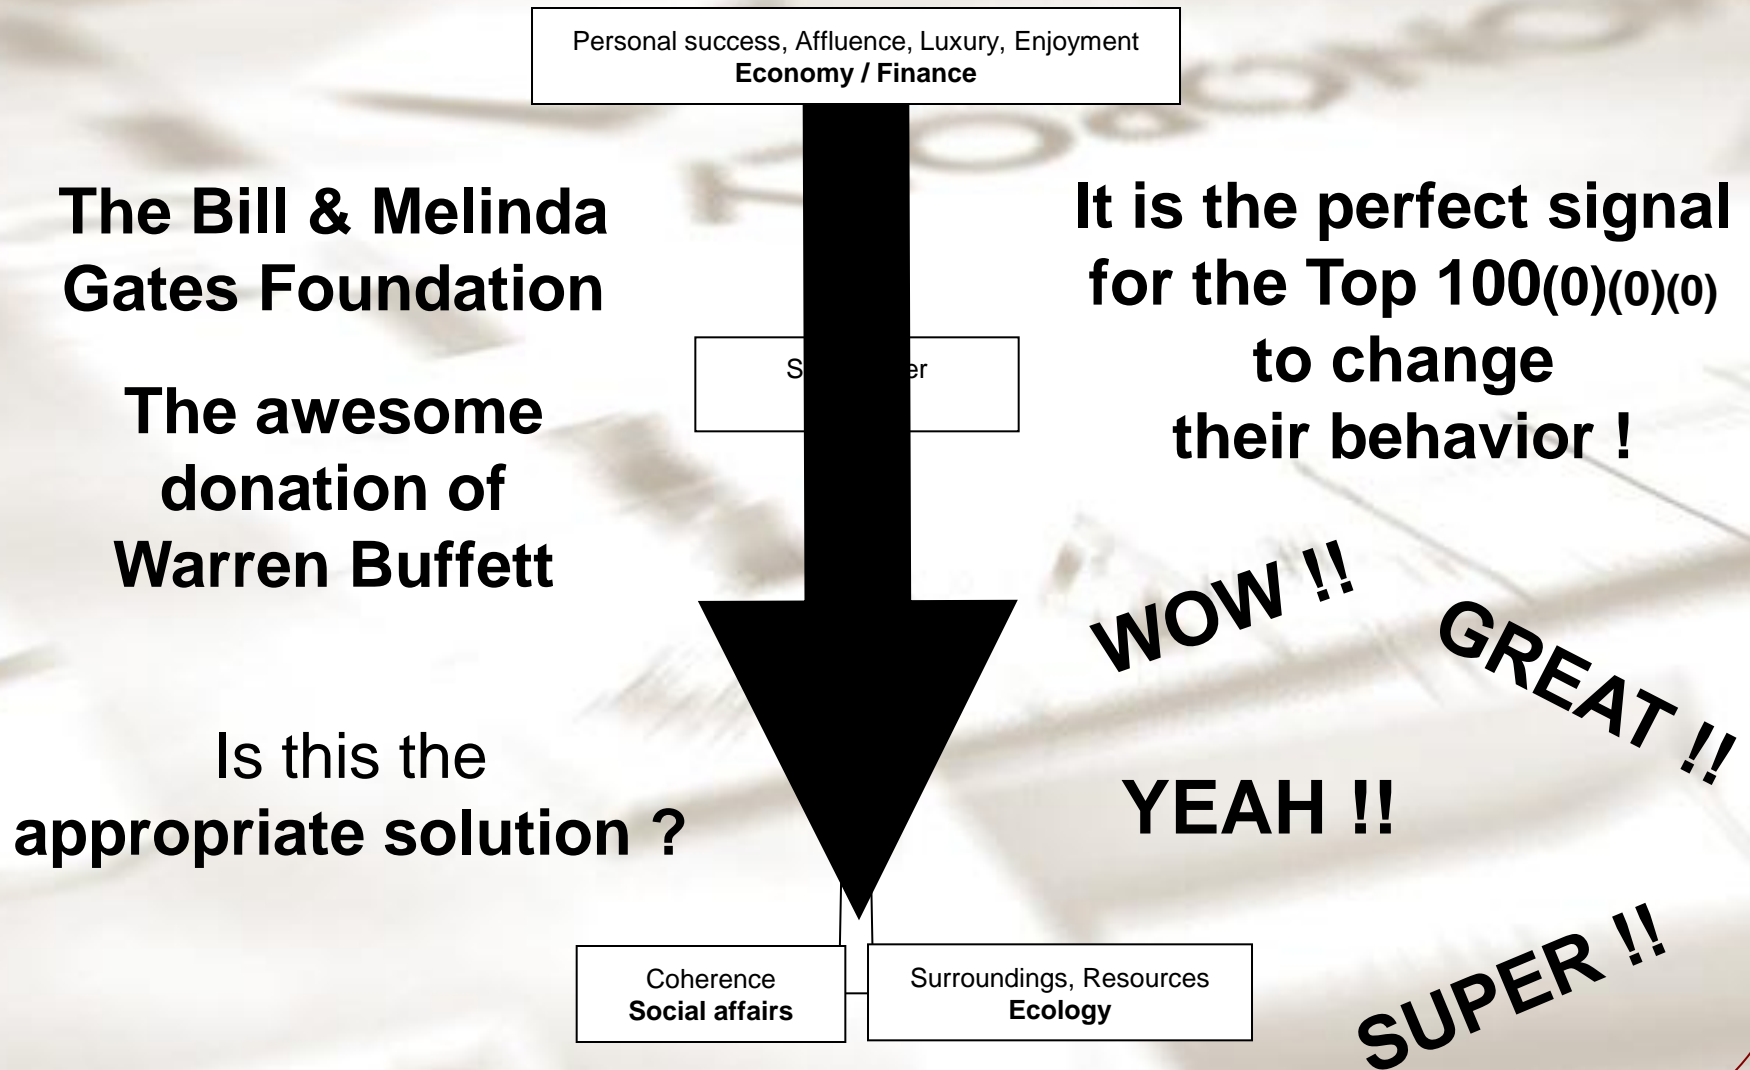 Personal success, Affluence, Luxury, Enjoyment
Economy / Finance
The Bill & Melinda
Gates Foundation
The awesome
donation of
Warren Buffett
Is this the
appropriate solution ?
It is the perfect signal
for the Top 100(0)(0)(0)
to change
their behavior !
WOW !!
GREAT !!
YEAH !!
SUPER !!
Coherence
Social affairs
Surroundings, Resources
Ecology